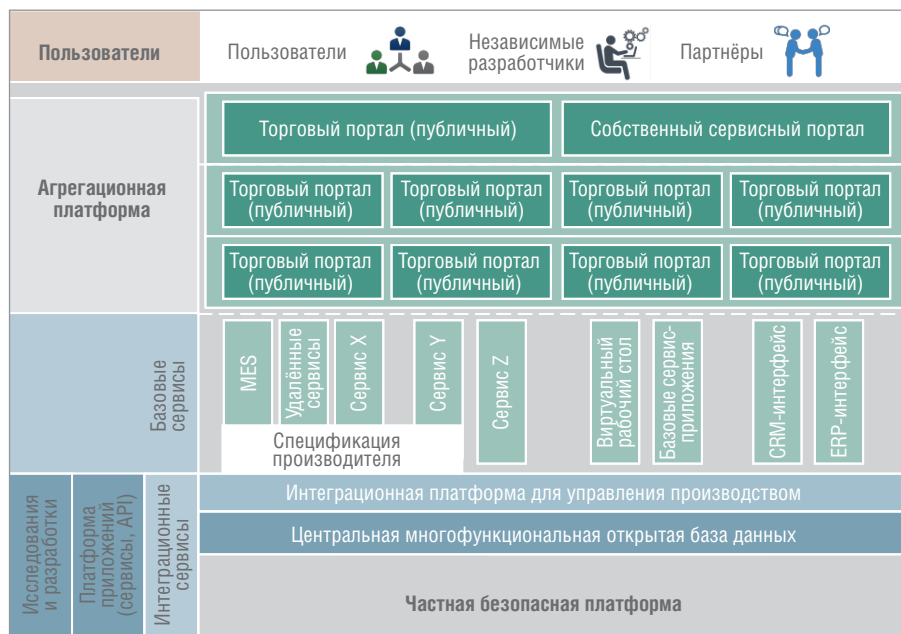 Пользователи
Пользователи
Независимые
разработчики
Партнёры
Агрегационная
платформа
Торговый портал (публичный)
Собственный сервисный портал
Торговый портал
(публичный)
Торговый портал
(публичный)
Торговый портал
(публичный)
Торговый портал
(публичный)
Торговый портал
(публичный)
Торговый портал
(публичный)
Торговый портал
(публичный)
Торговый портал
(публичный)
Базовые
сервисы
MES
Удалённые
сервисы
Сервис X
Сервис Y
Сервис Z
Виртуальный
рабочий стол
Базовые сервис-
приложения
CRM-интерфейс
ERP-интерфейс
Спецификация
производителя
Исследования
и разработки
Платформа
приложений
(сервисы, API)
Интеграционные
сервисы
Интеграционная платформа для управления производством
Центральная многофункциональная открытая база данных
Частная безопасная платформа